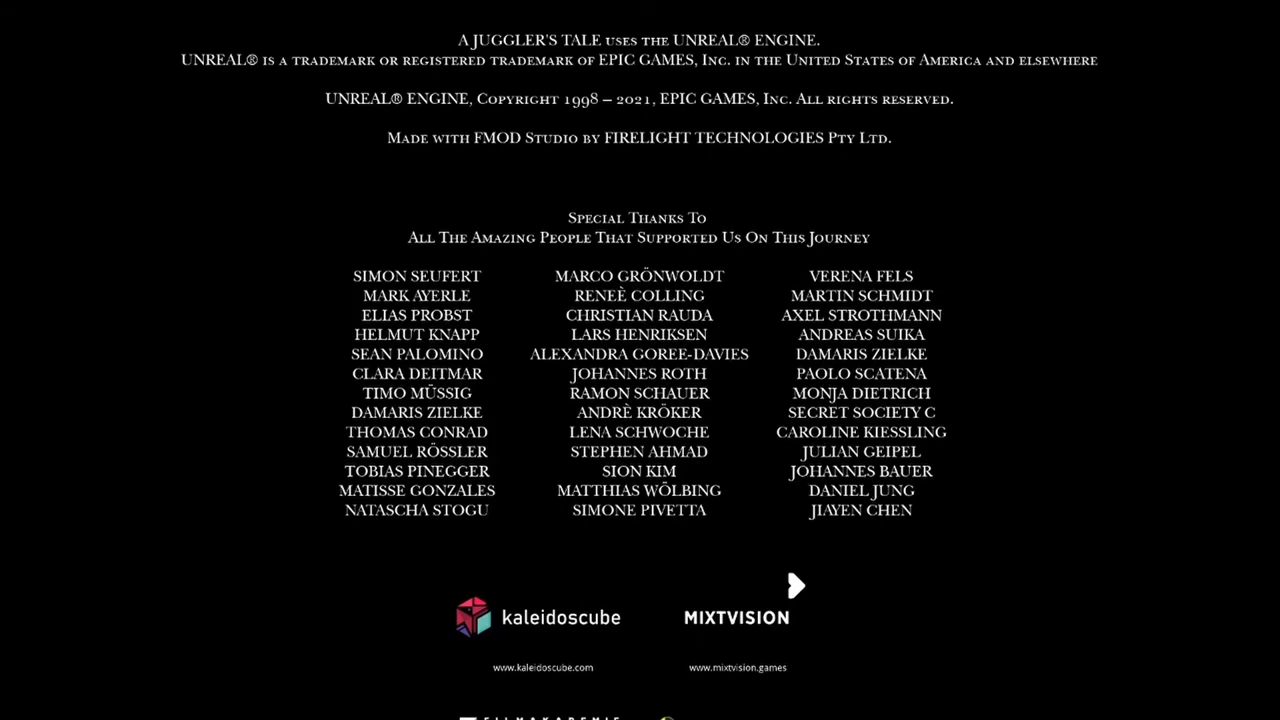 A JUGGLER'S TALE USES THE UNREAL® ENGINE.
UNREAL® IS A TRADEMARK OR REGISTERED TRADEMARK OF EPIC GAMES, INC. IN THE UNITED STATES OF AMERICA AND ELSEWHERE
UNREAL® ENGINE, COPYRIGHT 1998 – 2021, EPIC GAMES, INC. ALL RIGHTS RESERVED.
MADE WITH FMOD STUDIO BY FIRELIGHT TECHNOLOGIES PTY LTD.
SPECIAL THANKS TO
ALL THE AMAZING PEOPLE THAT SUPPORTED US ON THIS JOURNEY
SIMON SEUFERT MARCO GRÖNWOLDT VERENA FELS
MARK AYERLE RENEÈ COLLING MARTIN SCHMIDT
ELIAS PROBST CHRISTIAN RAUDA AXEL STROTHMANN
HELMUT KNAPP LARS HENRIKSEN ANDREAS SUIKA
SEAN PALOMINO ALEXANDRA GOREE-DAVIES DAMARIS ZIELKE
CLARA DEITMAR JOHANNES ROTH PAOLO SCATENA
TIMO MÜSSIG RAMON SCHAUER MONJA DIETRICH
DAMARIS ZIELKE ANDRÈ KRÖKER SECRET SOCIETY C
THOMAS CONRAD LENA SCHWOCHE CAROLINE KIESSLING
SAMUEL RÖSSLER STEPHEN AHMAD JULIAN GEIPEL
TOBIAS PINEGGER SION KIM JOHANNES BAUER
MATISSE GONZALES MATTHIAS WÖLBING DANIEL JUNG
NATASCHA STOGU SIMONE PIVETTA JIAYEN CHEN
kaleidoscube MIXTVISION
www.kaleidoscube.com www.mixtvision.games